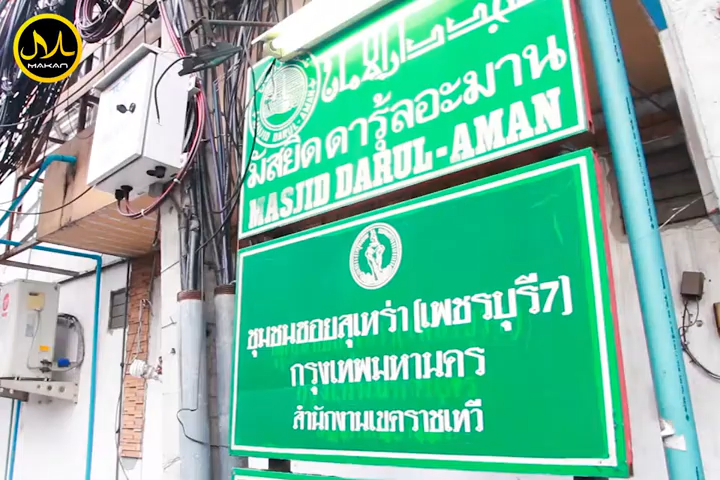 MAKAN
มัสยิดดารุ้ลอะมาน
MASJID DARUL-AMAN
ชุมชนซอยสุเหร่า (เพชรบุรี7)
กรุงเทพมหานคร
สำนักงานเขตราชเทวี